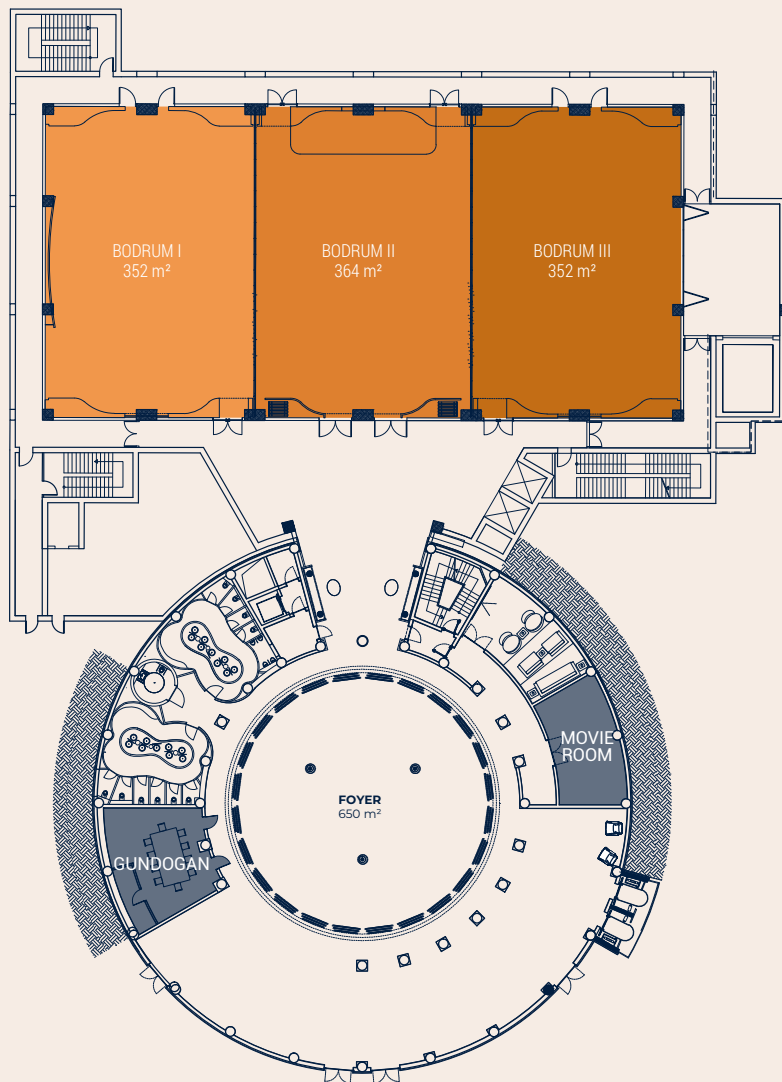 BODRUM I
352 m²
BODRUM II
364 m²
BODRUM III
352 m²
MOVIE
ROOM
FOYER
650 m²
GUNDOGAN